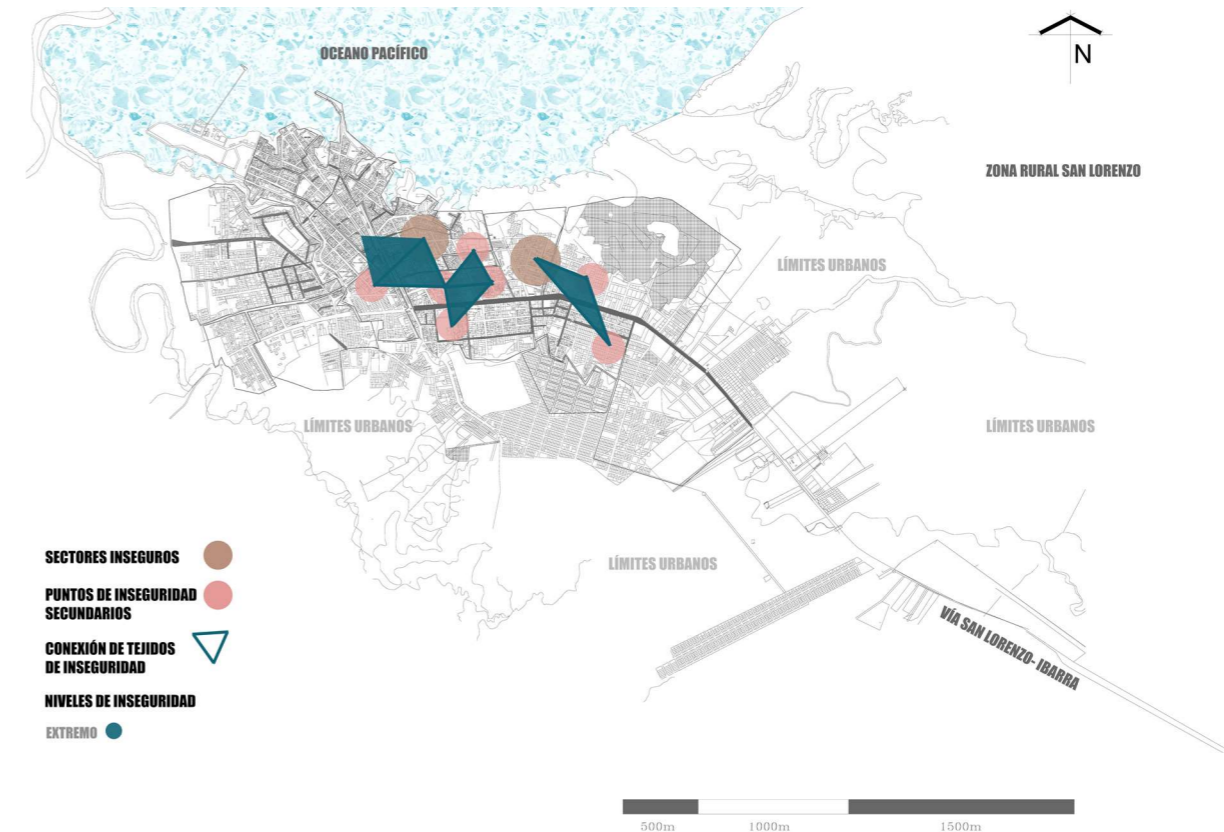 OCEANO PACÍFICO
N
ZONA RURAL SAN LORENZO
LÍMITES URBANOS
LÍMITES URBANOS
LÍMITES URBANOS
LÍMITES URBANOS
VÍA SAN LORENZO- IBARRA
SECTORES INSEGUROS
PUNTOS DE INSEGURIDAD
SECUNDARIOS
CONEXIÓN DE TEJIDOS
DE INSEGURIDAD
NIVELES DE INSEGURIDAD
EXTREMO
500m
1000m
1500m